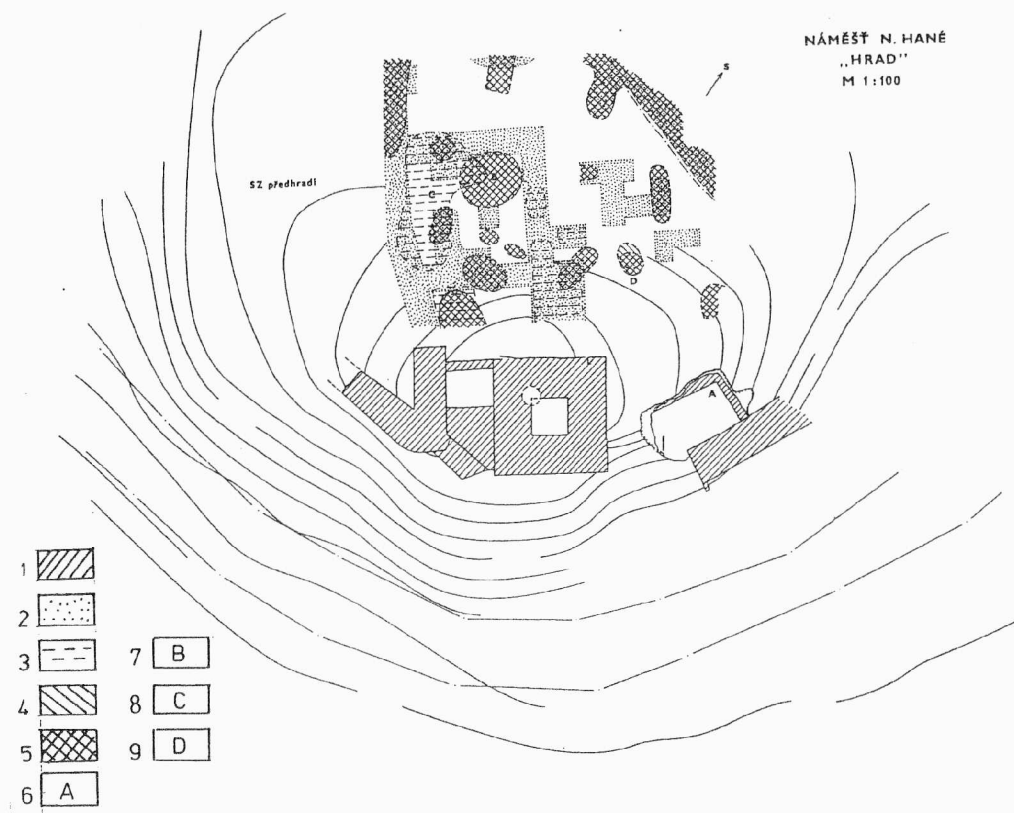 NÁMĚŠŤ N. HANÉ
„HRAD"
M 1:100
S
SZ předhradí
B
C
D
A
1
2
3
4
5
6 A
7 B
8 C
9 D